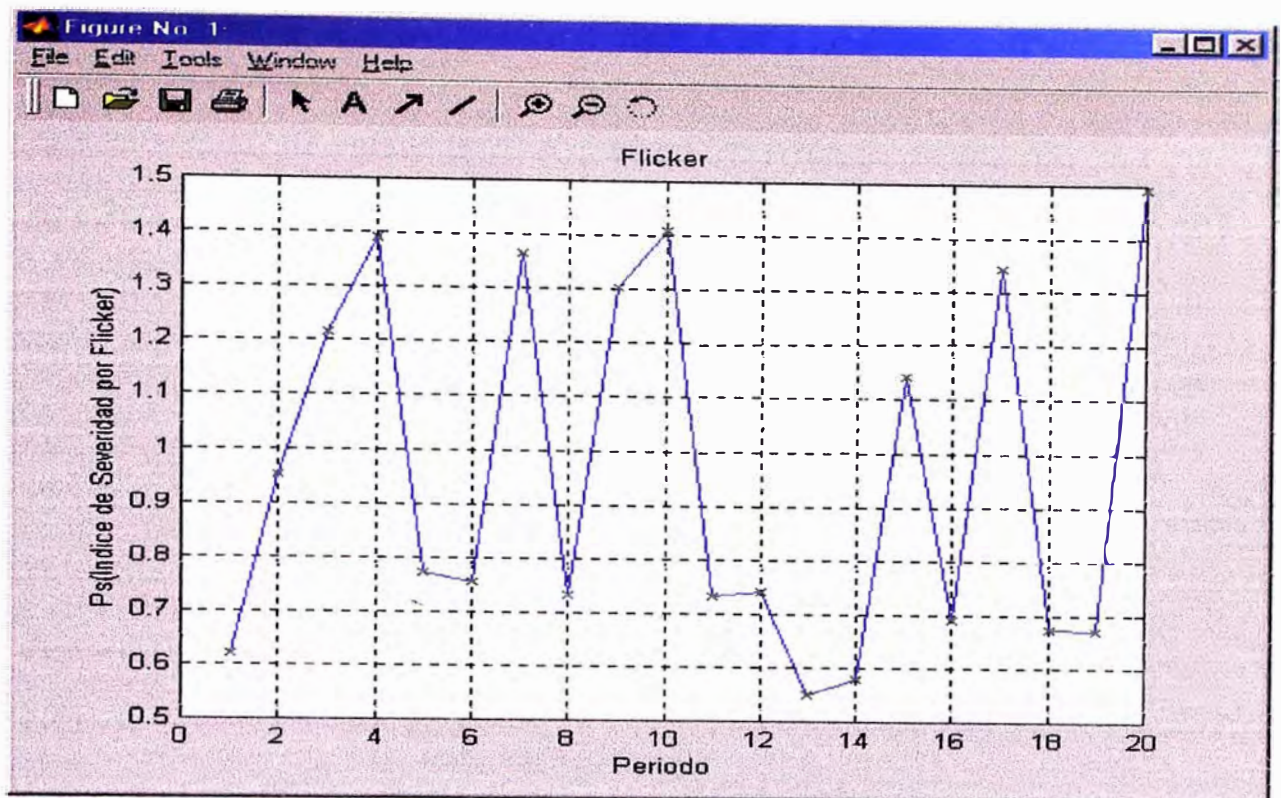 Figure No. 1:
File Edit Tools Window Help
A
Flicker
1.5
1.4
1.3
1.2
1.1
1
0.9
0.8
0.7
0.6
0.5
Ps(Indice de Severidad por Flicker)
0 2 4 6 8 10 12 14 16 18 20
Periodo